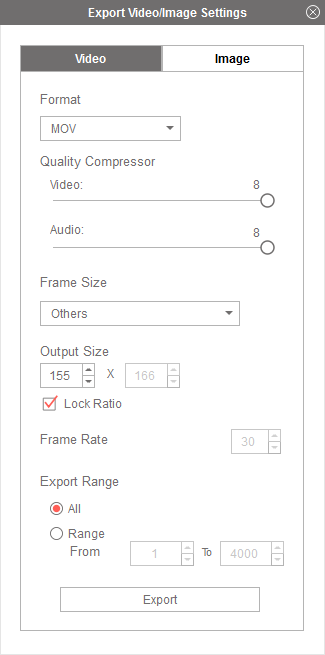 Export Video/Image Settings
Video Image
Format
MOV
Quality Compressor
Video: 8
Audio: 8
Frame Size
Others
Output Size
155 X 166
Lock Ratio
Frame Rate 30
Export Range
All
Range
From 1 To 4000
Export